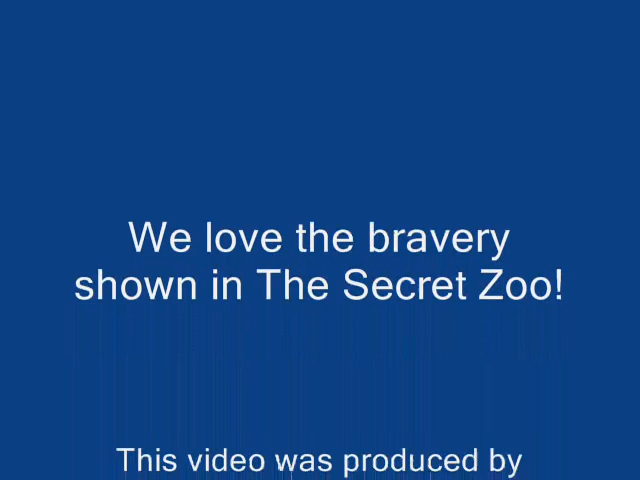 We love the bravery
shown in The Secret Zoo!
This video was produced by